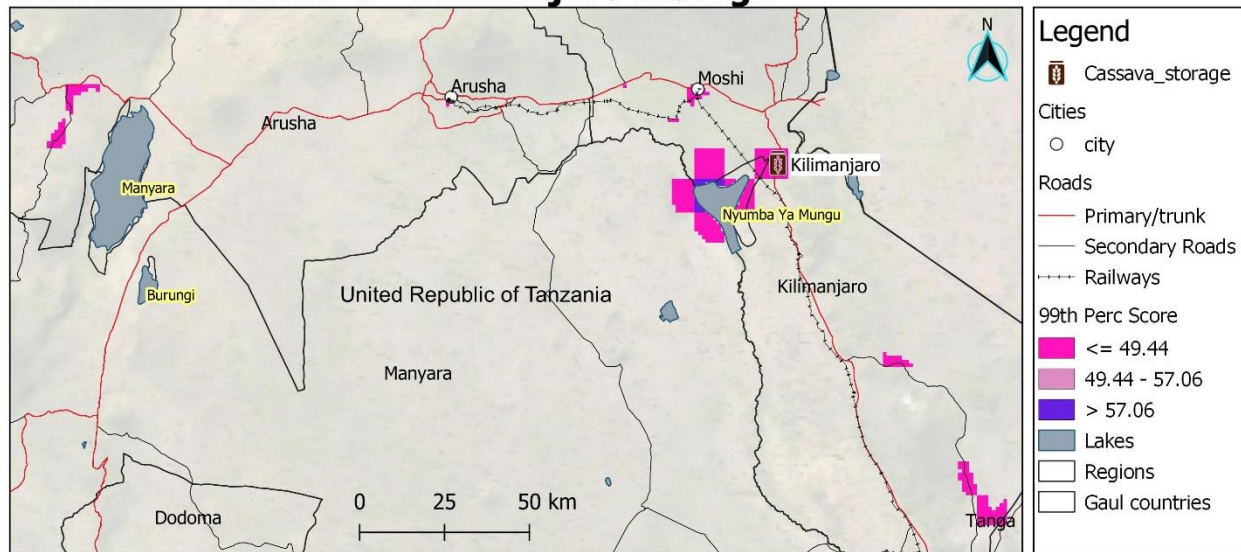 N
Moshi
Arusha
Arusha
Kilimanjaro
Manyara
Nyumba Ya Mungu
Burungi
United Republic of Tanzania
Kilimanjaro
Manyara
0 25 50 km
Dodoma
Tanga
Legend
Cassava_storage
Cities
city
Roads
Primary/trunk
Secondary Roads
Railways
99th Perc Score
<= 49.44
49.44 - 57.06
> 57.06
Lakes
Regions
Gaul countries